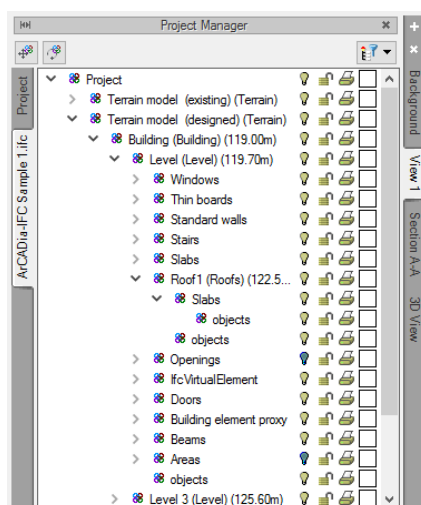 Project Manager
Project
Terrain model (existing) (Terrain)
Terrain model (designed) (Terrain)
Building (Building) (119.00m)
Level (Level) (119.70m)
Windows
Thin boards
Standard walls
Stairs
Slabs
Roof1 (Roofs) (122.5...
Slabs
objects
objects
Openings
IfcVirtualElement
Doors
Building element proxy
Beams
Areas
objects
Level 3 (Level) (125.60m)
Project
ArCADia-IFC Sample 1.ifc
Background
View 1
Section A-A
3D View